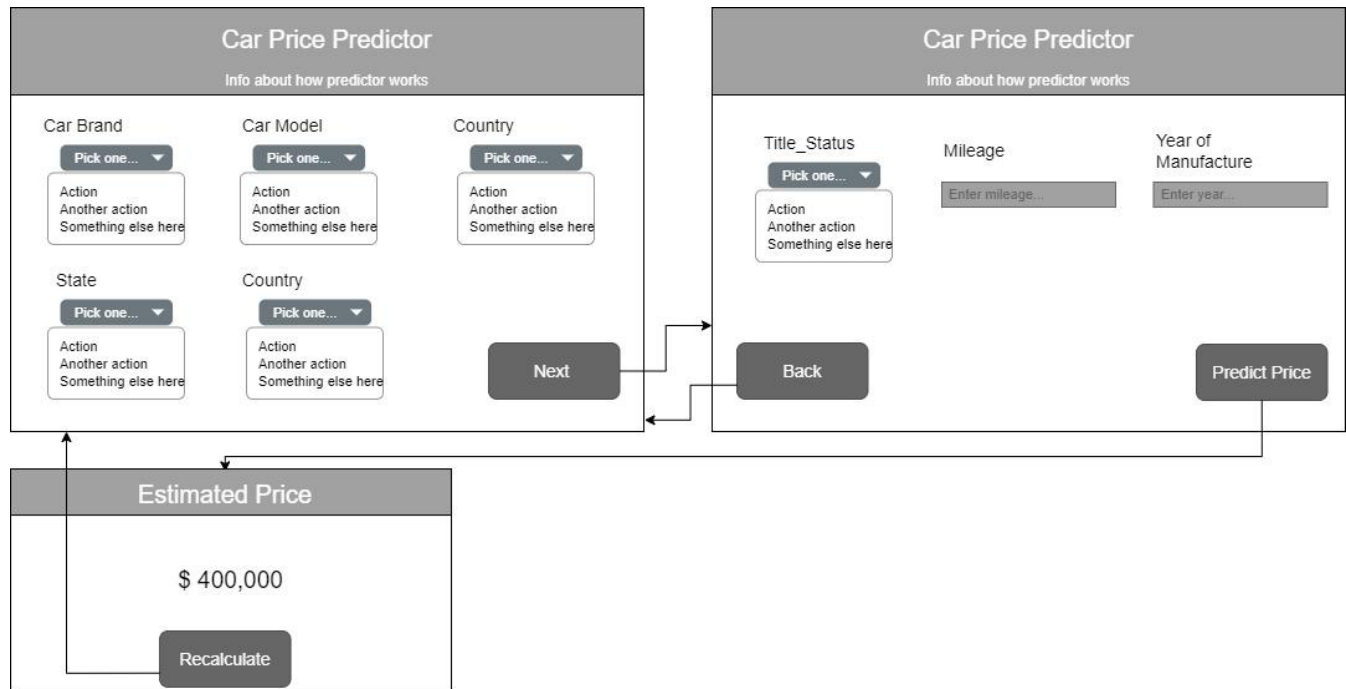 Car Price Predictor
Info about how predictor works
Car Brand
Pick one...
Action
Another action
Something else here
Car Model
Pick one...
Action
Another action
Something else here
Country
Pick one...
Action
Another action
Something else here
State
Pick one...
Action
Another action
Something else here
Country
Pick one...
Action
Another action
Something else here
Next
Car Price Predictor
Info about how predictor works
Title_Status
Pick one...
Action
Another action
Something else here
Mileage
Enter mileage...
Year of
Manufacture
Enter year...
Back
Predict Price
Estimated Price
$ 400,000
Recalculate